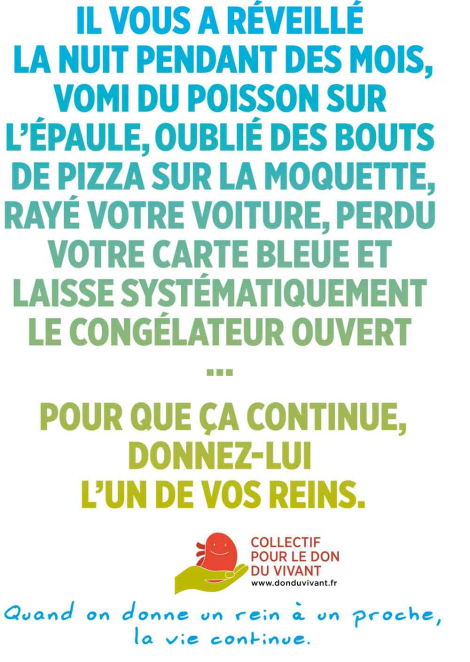 IL VOUS A RÉVEILLÉ
LA NUIT PENDANT DES MOIS,
VOMI DU POISSON SUR
L'ÉPAULE, OUBLIÉ DES BOUTS
DE PIZZA SUR LA MOQUETTE,
RAYÉ VOTRE VOITURE, PERDU
VOTRE CARTE BLEUE ET
LAISSE SYSTÉMATIQUEMENT
LE CONGÉLATEUR OUVERT
...
POUR QUE ÇA CONTINUE,
DONNEZ-LUI
L'UN DE VOS REINS.
COLLECTIF
POUR LE DON
DU VIVANT
www.donduvivant.fr
Quand on donne un rein à un proche,
la vie continue.